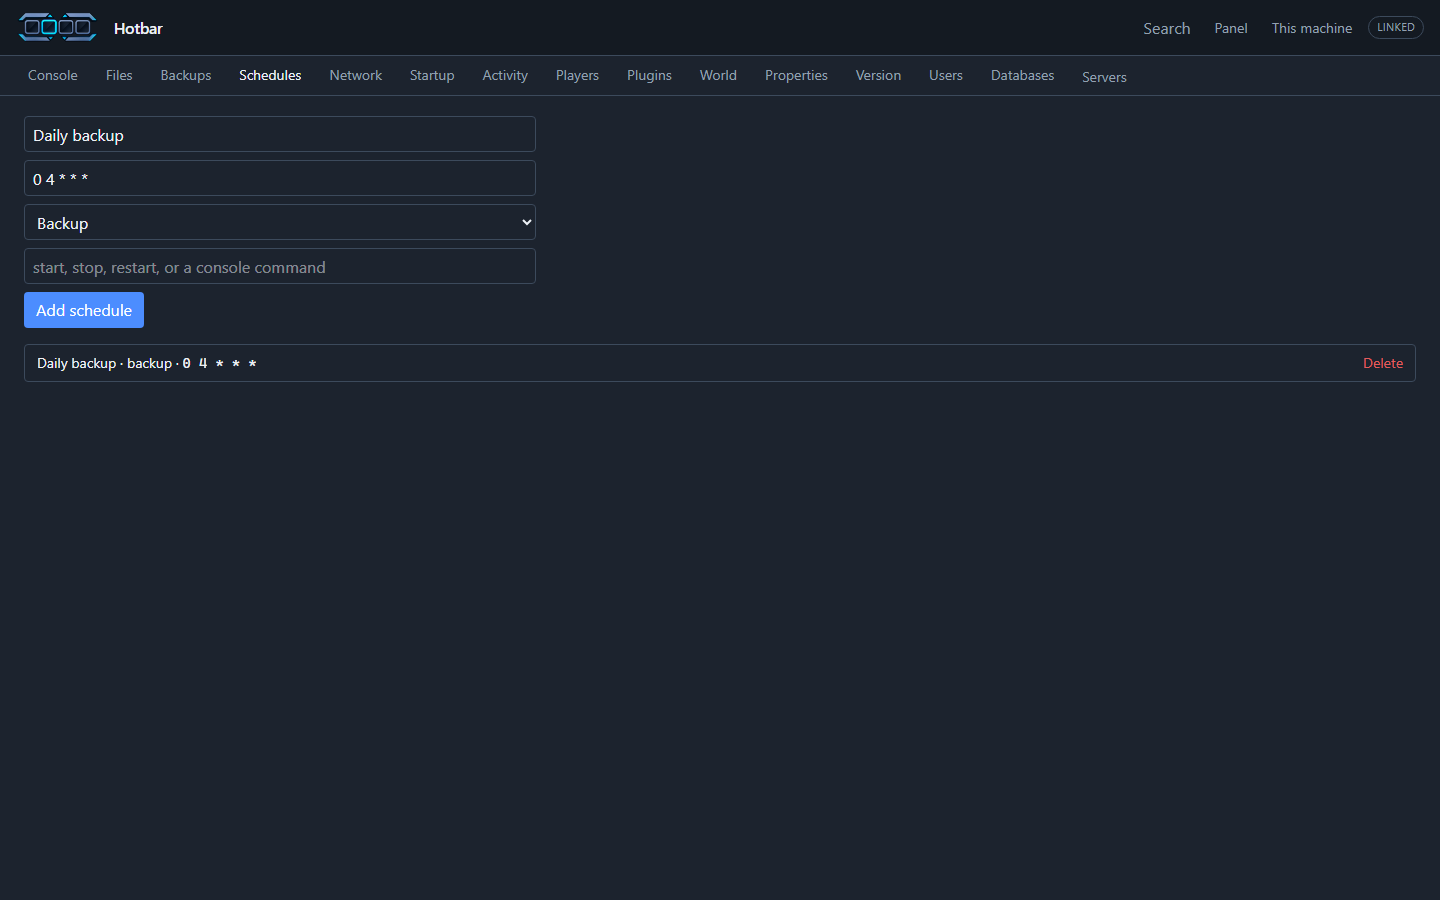 Hotbar
Search Panel This machine LINKED
Console Files Backups Schedules Network Startup Activity Players Plugins World Properties Version Users Databases Servers
Daily backup
0 4 * * *
Backup
start, stop, restart, or a console command
Add schedule
Daily backup · backup · 0 4 * * * Delete